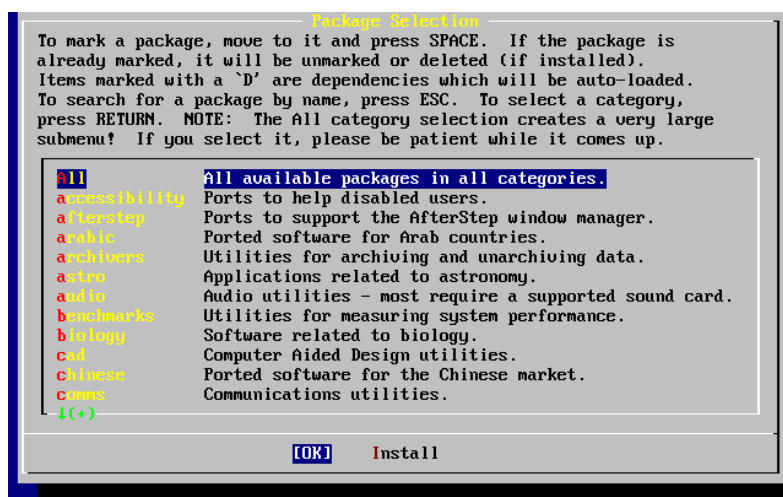 Package Selection
To mark a package, move to it and press SPACE.  If the package is
already marked, it will be unmarked or deleted (if installed).
Items marked with a `D' are dependencies which will be auto-loaded.
To search for a package by name, press ESC.  To select a category,
press RETURN.  NOTE:  The All category selection creates a very large
submenu!  If you select it, please be patient while it comes up.
All All available packages in all categories.
accessibility Ports to help disabled users.
afterstep Ports to support the AfterStep window manager.
arabic Ported software for Arab countries.
archivers Utilities for archiving and unarchiving data.
astro Applications related to astronomy.
audio Audio utilities - most require a supported sound card.
benchmarks Utilities for measuring system performance.
biology Software related to biology.
cad Computer Aided Design utilities.
chinese Ported software for the Chinese market.
comms Communications utilities.
↓(+)
[OK] Install